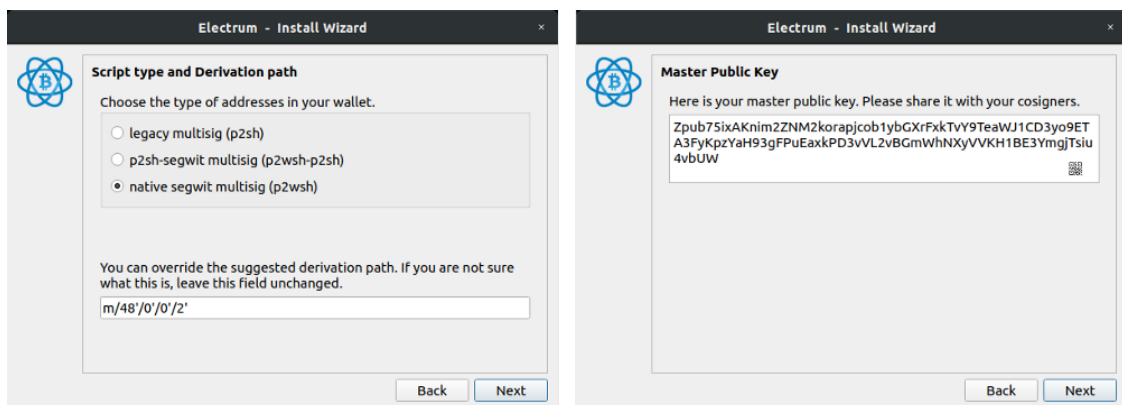 Electrum - Install Wizard
×
Script type and Derivation path
Choose the type of addresses in your wallet.
legacy multisig (p2sh)
p2sh-segwit multisig (p2wsh-p2sh)
native segwit multisig (p2wsh)
You can override the suggested derivation path. If you are not sure
what this is, leave this field unchanged.
m/48'/0'/0'/2'
Back
Next
Electrum - Install Wizard
×
Master Public Key
Here is your master public key. Please share it with your cosigners.
Zpub75ixAKnim2ZNM2korapjcob1ybGXrFxkTvY9TeaWJ1CD3yo9ET
A3FyKpzYaH93gFPuEaxkPD3vVL2vBGmWhNXyVVKH1BE3YmgjTsiu
4vbUW
Back
Next